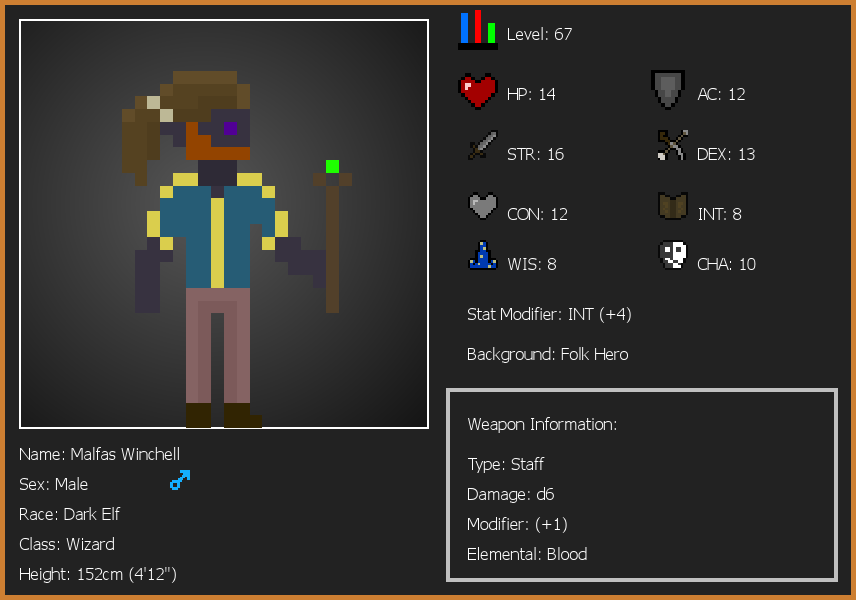 Level: 67
HP: 14
AC: 12
STR: 16
DEX: 13
CON: 12
INT: 8
WIS: 8
CHA: 10
Stat Modifier: INT (+4)
Background: Folk Hero
Weapon Information:
Type: Staff
Damage: d6
Modifier: (+1)
Elemental: Blood
Name: Malfas Winchell
Sex: Male
Race: Dark Elf
Class: Wizard
Height: 152cm (4'12")